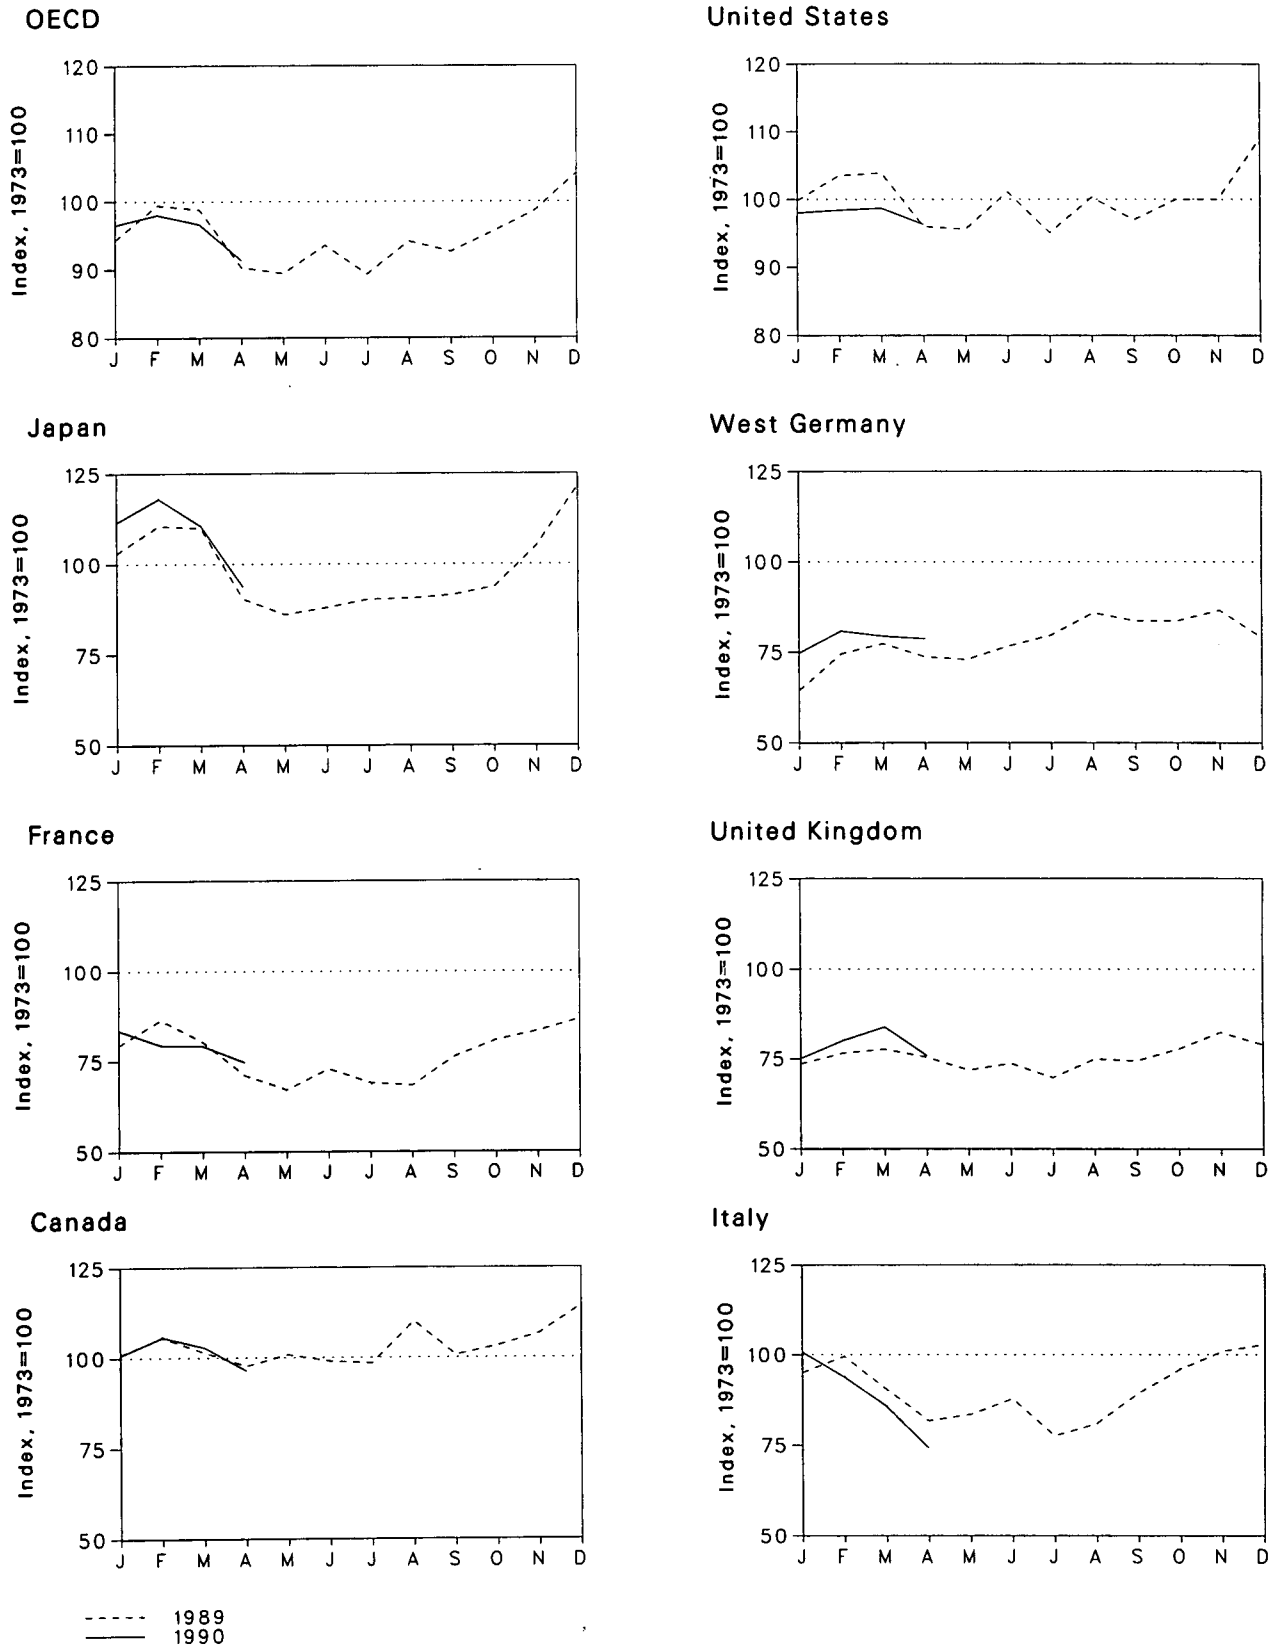 OECD
Index, 1973=100
120
110
100
90
80
J F M A M J J A S O N D
United States
Index, 1973=100
120
110
100
90
80
J F M A M J J A S O N D
Japan
Index, 1973=100
125
100
75
50
J F M A M J J A S O N D
West Germany
Index, 1973=100
125
100
75
50
J F M A M J J A S O N D
France
Index, 1973=100
125
100
75
50
J F M A M J J A S O N D
United Kingdom
Index, 1973=100
125
100
75
50
J F M A M J J A S O N D
Canada
Index, 1973=100
125
100
75
50
J F M A M J J A S O N D
Italy
Index, 1973=100
125
100
75
50
J F M A M J J A S O N D
1989
1990